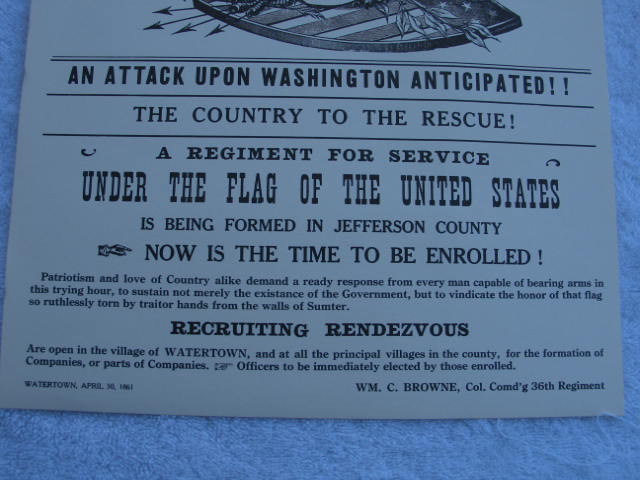 AN ATTACK UPON WASHINGTON ANTICIPATED!!
THE COUNTRY TO THE RESCUE!
A REGIMENT FOR SERVICE
UNDER THE FLAG OF THE UNITED STATES
IS BEING FORMED IN JEFFERSON COUNTY
NOW IS THE TIME TO BE ENROLLED!
Patriotism and love of Country alike demand a ready response from every man capable of bearing arms in
this trying hour, to sustain not merely the existance of the Government, but to vindicate the honor of that flag
so ruthlessly torn by traitor hands from the walls of Sumter.
RECRUITING RENDEZVOUS
Are open in the village of WATERTOWN, and at all the principal villages in the county, for the formation of
Companies, or parts of Companies. Officers to be immediately elected by those enrolled.
WATERTOWN, APRIL 30, 1861
WM. C. BROWNE, Col. Comd'g 36th Regiment